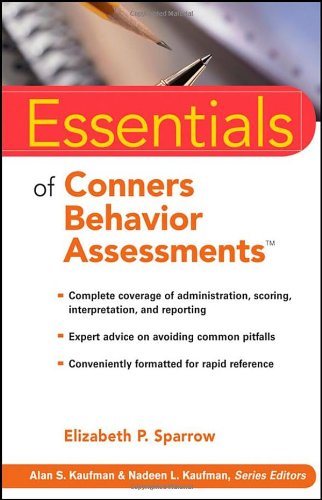 Essentials
of Conners
Behavior
Assessments™
Complete coverage of administration, scoring,
interpretation, and reporting
Expert advice on avoiding common pitfalls
Conveniently formatted for rapid reference
Elizabeth P. Sparrow
Alan S. Kaufman & Nadeen L. Kaufman, Series Editors